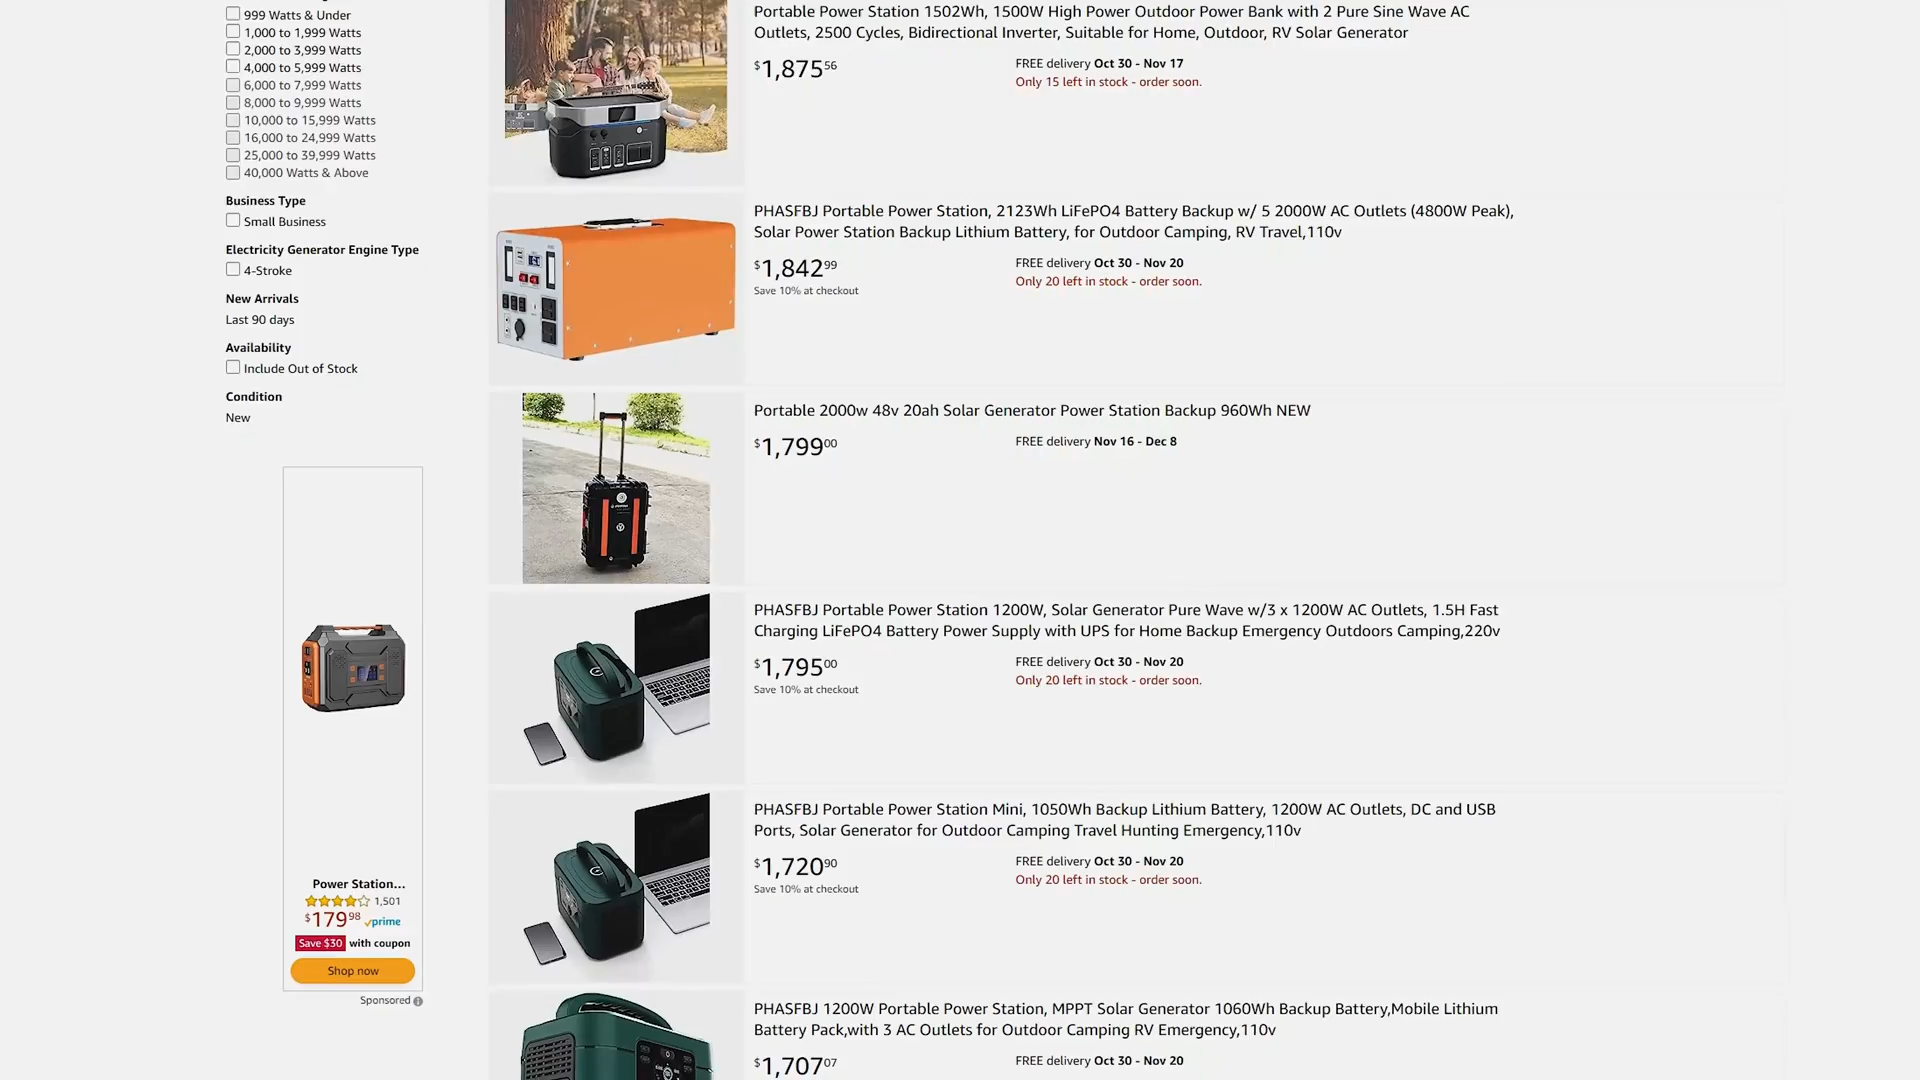 999 Watts & Under
1,000 to 1,999 Watts
2,000 to 3,999 Watts
4,000 to 5,999 Watts
6,000 to 7,999 Watts
8,000 to 9,999 Watts
10,000 to 15,999 Watts
16,000 to 24,999 Watts
25,000 to 39,999 Watts
40,000 Watts & Above
Business Type
Small Business
Electricity Generator Engine Type
4-Stroke
New Arrivals
Last 90 days
Availability
Include Out of Stock
Condition
New
Power Station...
1,501
$179.98 prime
Save $30 with coupon
Shop now
Sponsored
Portable Power Station 1502Wh, 1500W High Power Outdoor Power Bank with 2 Pure Sine Wave AC
Outlets, 2500 Cycles, Bidirectional Inverter, Suitable for Home, Outdoor, RV Solar Generator
$1,87556
FREE delivery Oct 30 - Nov 17
Only 15 left in stock - order soon.
PHASFBJ Portable Power Station, 2123Wh LiFePO4 Battery Backup w/ 5 2000W AC Outlets (4800W Peak),
Solar Power Station Backup Lithium Battery, for Outdoor Camping, RV Travel,110v
$1,84299
Save 10% at checkout
FREE delivery Oct 30 - Nov 20
Only 20 left in stock - order soon.
Portable 2000w 48v 20ah Solar Generator Power Station Backup 960Wh NEW
$1,79900
FREE delivery Nov 16 - Dec 8
PHASFBJ Portable Power Station 1200W, Solar Generator Pure Wave w/3 x 1200W AC Outlets, 1.5H Fast
Charging LiFePO4 Battery Power Supply with UPS for Home Backup Emergency Outdoors Camping,220v
$1,79500
Save 10% at checkout
FREE delivery Oct 30 - Nov 20
Only 20 left in stock - order soon.
PHASFBJ Portable Power Station Mini, 1050Wh Backup Lithium Battery, 1200W AC Outlets, DC and USB
Ports, Solar Generator for Outdoor Camping Travel Hunting Emergency,110v
$1,72090
Save 10% at checkout
FREE delivery Oct 30 - Nov 20
Only 20 left in stock - order soon.
PHASFBJ 1200W Portable Power Station, MPPT Solar Generator 1060Wh Backup Battery,Mobile Lithium
Battery Pack,with 3 AC Outlets for Outdoor Camping RV Emergency,110v
$1,70707
FREE delivery Oct 30 - Nov 20